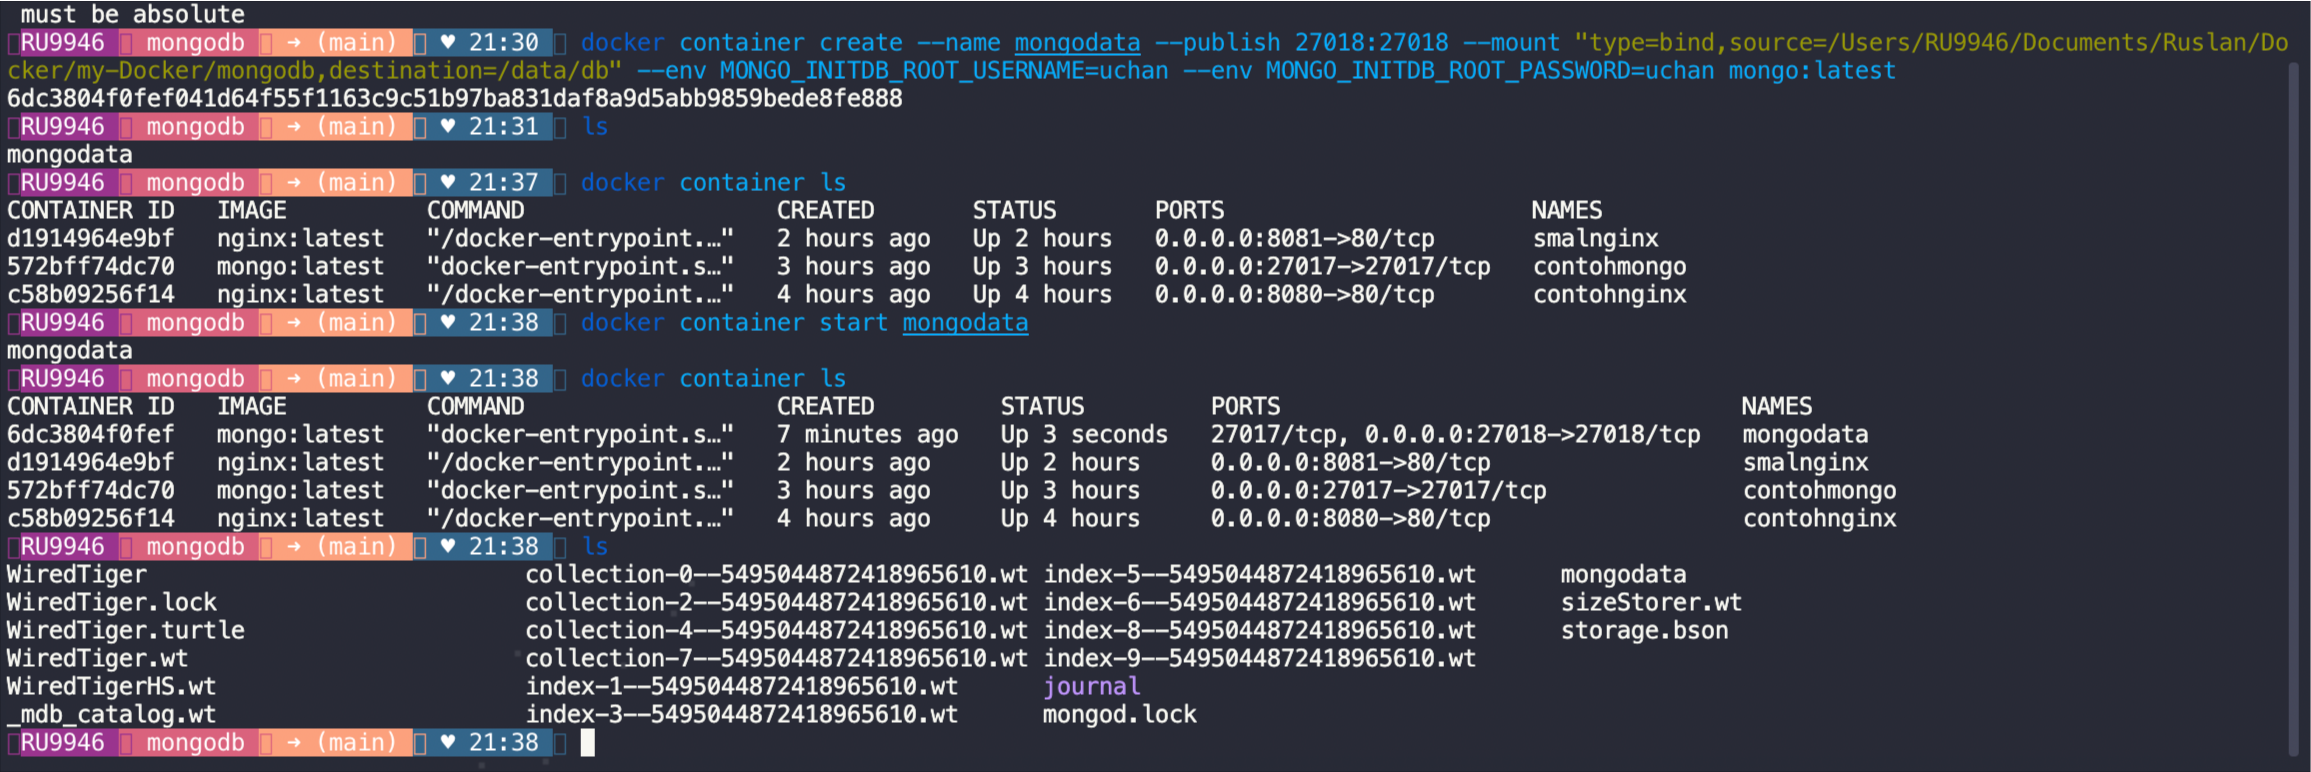 must be absolute
RU9946 mongodb → (main) ♥ 21:30 docker container create --name mongodata --publish 27018:27018 --mount "type=bind,source=/Users/RU9946/Documents/Ruslan/Do
cker/my-Docker/mongodb,destination=/data/db" --env MONGO_INITDB_ROOT_USERNAME=uchan --env MONGO_INITDB_ROOT_PASSWORD=uchan mongo:latest
6dc3804f0fef041d64f55f1163c9c51b97ba831daf8a9d5abb9859bede8fe888
RU9946 mongodb → (main) ♥ 21:31 ls
mongodata
RU9946 mongodb → (main) ♥ 21:37 docker container ls
CONTAINER ID IMAGE COMMAND CREATED STATUS PORTS NAMES
d1914964e9bf nginx:latest "/docker-entrypoint.…" 2 hours ago Up 2 hours 0.0.0.0:8081->80/tcp smalnginx
572bff74dc70 mongo:latest "docker-entrypoint.s…" 3 hours ago Up 3 hours 0.0.0.0:27017->27017/tcp contohmongo
c58b09256f14 nginx:latest "/docker-entrypoint.…" 4 hours ago Up 4 hours 0.0.0.0:8080->80/tcp contohnginx
RU9946 mongodb → (main) ♥ 21:38 docker container start mongodata
mongodata
RU9946 mongodb → (main) ♥ 21:38 docker container ls
CONTAINER ID IMAGE COMMAND CREATED STATUS PORTS NAMES
6dc3804f0fef mongo:latest "docker-entrypoint.s…" 7 minutes ago Up 3 seconds 27017/tcp, 0.0.0.0:27018->27018/tcp mongodata
d1914964e9bf nginx:latest "/docker-entrypoint.…" 2 hours ago Up 2 hours 0.0.0.0:8081->80/tcp smalnginx
572bff74dc70 mongo:latest "docker-entrypoint.s…" 3 hours ago Up 3 hours 0.0.0.0:27017->27017/tcp contohmongo
c58b09256f14 nginx:latest "/docker-entrypoint.…" 4 hours ago Up 4 hours 0.0.0.0:8080->80/tcp contohnginx
RU9946 mongodb → (main) ♥ 21:38 ls
WiredTiger collection-0--5495044872418965610.wt index-5--5495044872418965610.wt mongodata
WiredTiger.lock collection-2--5495044872418965610.wt index-6--5495044872418965610.wt sizeStorer.wt
WiredTiger.turtle collection-4--5495044872418965610.wt index-8--5495044872418965610.wt storage.bson
WiredTiger.wt collection-7--5495044872418965610.wt index-9--5495044872418965610.wt
WiredTigerHS.wt index-1--5495044872418965610.wt journal
_mdb_catalog.wt index-3--5495044872418965610.wt mongod.lock
RU9946 mongodb → (main) ♥ 21:38